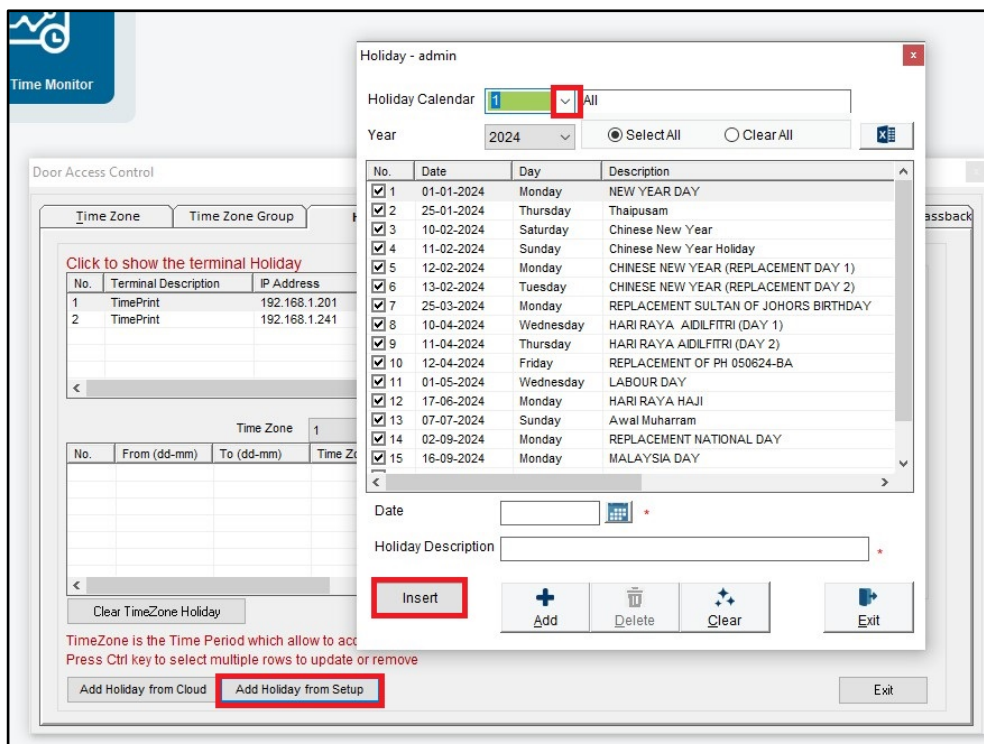 Time Monitor
Door Access Control
Time Zone
Time Zone Group
H
assback
Click to show the terminal Holiday
No. Terminal Description IP Address
1 TimePrint 192.168.1.201
2 TimePrint 192.168.1.241
Time Zone 1
No. From (dd-mm) To (dd-mm) Time Zo
Clear TimeZone Holiday
TimeZone is the Time Period which allow to acc
Press Ctrl key to select multiple rows to update or remove
Add Holiday from Cloud Add Holiday from Setup Exit
Holiday - admin
Holiday Calendar 1 All
Year 2024 Select All Clear All
No. Date Day Description
1 01-01-2024 Monday NEW YEAR DAY
2 25-01-2024 Thursday Thaipusam
3 10-02-2024 Saturday Chinese New Year
4 11-02-2024 Sunday Chinese New Year Holiday
5 12-02-2024 Monday CHINESE NEW YEAR (REPLACEMENT DAY 1)
6 13-02-2024 Tuesday CHINESE NEW YEAR (REPLACEMENT DAY 2)
7 25-03-2024 Monday REPLACEMENT SULTAN OF JOHORS BIRTHDAY
8 10-04-2024 Wednesday HARI RAYA AIDILFITRI (DAY 1)
9 11-04-2024 Thursday HARI RAYA AIDILFITRI (DAY 2)
10 12-04-2024 Friday REPLACEMENT OF PH 050624-BA
11 01-05-2024 Wednesday LABOUR DAY
12 17-06-2024 Monday HARI RAYA HAJI
13 07-07-2024 Sunday Awal Muharram
14 02-09-2024 Monday REPLACEMENT NATIONAL DAY
15 16-09-2024 Monday MALAYSIA DAY
Date *
Holiday Description *
Insert Add Delete Clear Exit